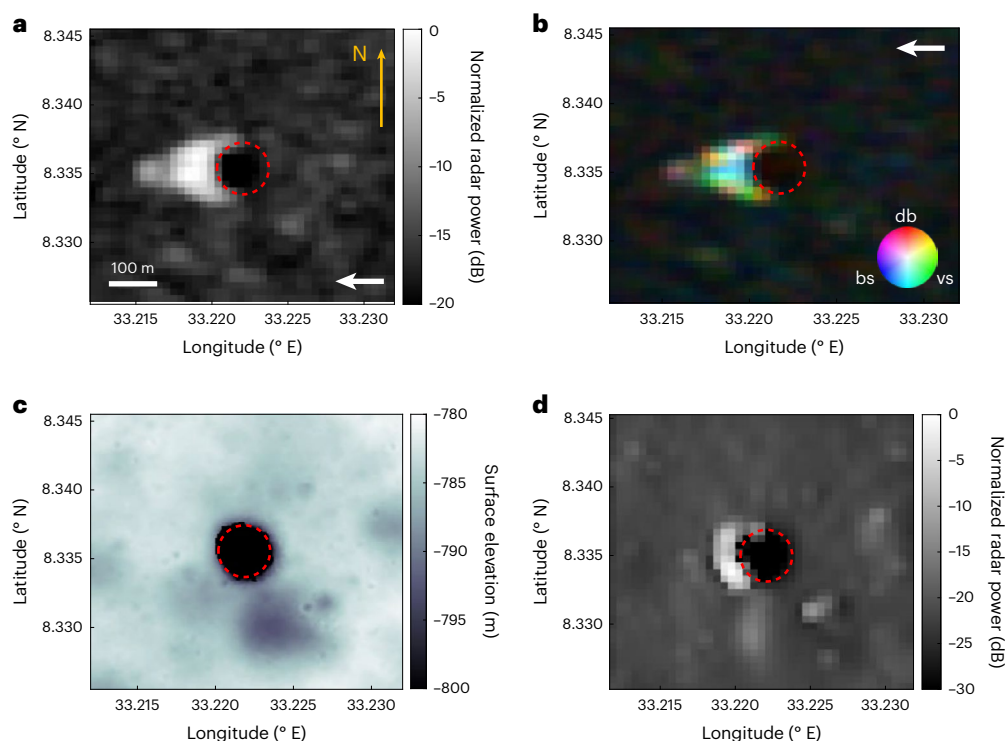 a
8.345
8.340
8.335
8.330
Latitude (° N)
N
100 m
33.215
33.220
33.225
33.230
Longitude (° E)
0
–5
–10
–15
–20
Normalized radar power (dB)
b
8.345
8.340
8.335
8.330
Latitude (° N)
db
bs
vs
33.215
33.220
33.225
33.230
Longitude (° E)
c
8.345
8.340
8.335
8.330
Latitude (° N)
33.215
33.220
33.225
33.230
Longitude (° E)
–780
–785
–790
–795
–800
Surface elevation (m)
d
8.345
8.340
8.335
8.330
Latitude (° N)
33.215
33.220
33.225
33.230
Longitude (° E)
0
–5
–10
–15
–20
–25
–30
Normalized radar power (dB)